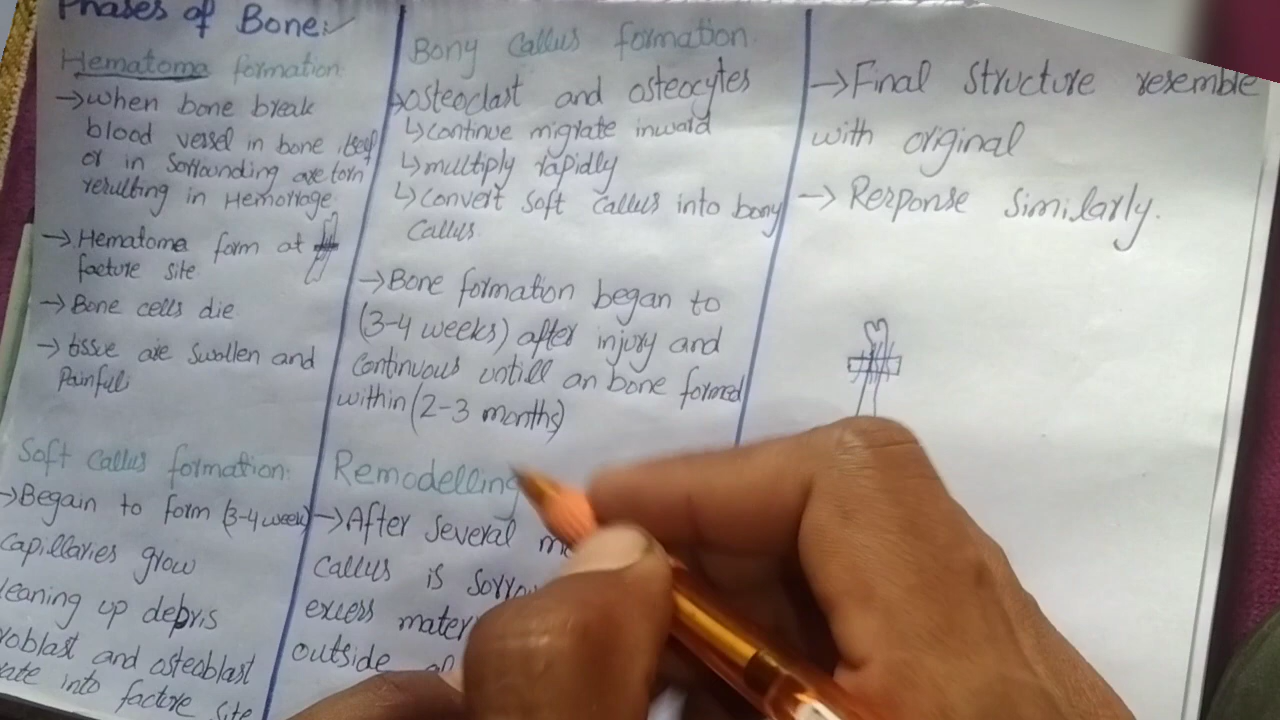 Phases of Bone:
Hematoma formation:
→when bone break
blood vessel in bone itself
or in Sorrounding are torn
resulting in Hemorrage
→Hematoma form at
facture site
→Bone cells die
→tissue are swollen and
Painful
Soft Callus formation:
→Begain to form (3-4 week)
Capillaries grow
up debris
and osteoblast
into facture site
Bony Callus formation
→osteoclast and osteocytes
↳continue migrate inward
↳multiply rapidly
↳convert soft callus into bony
Callus
→Bone formation began to
(3-4 weeks) after injury and
continuous untill an bone formed
within (2-3 months)
Remodelling
→After several
callus is
excess
outside
→Final structure resemble
with original
→Response similarly.